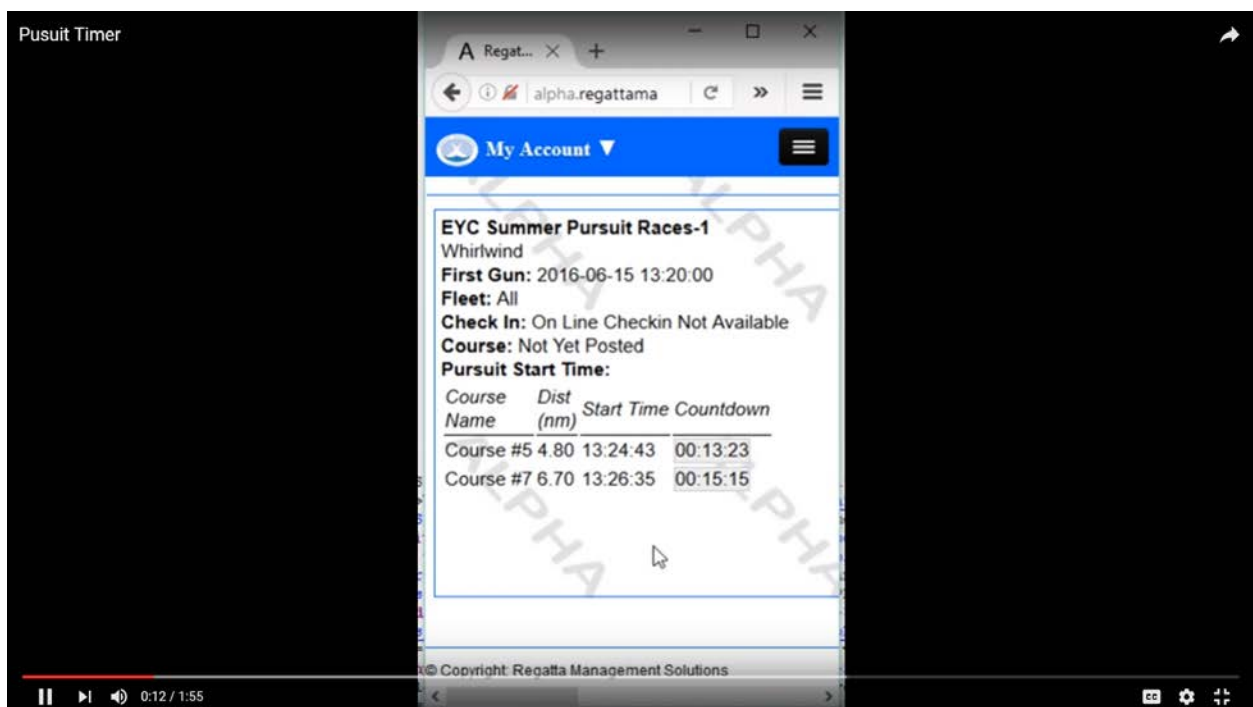 Pusuit Timer
A Regat...
alpha.regattama
My Account ▼
EYC Summer Pursuit Races-1
Whirlwind
First Gun: 2016-06-15 13:20:00
Fleet: All
Check In: On Line Checkin Not Available
Course: Not Yet Posted
Pursuit Start Time:
Course Name Dist (nm) Start Time Countdown
Course #5 4.80 13:24:43 00:13:23
Course #7 6.70 13:26:35 00:15:15
ALPHA
ALPHA
ALPHA
ALPHA
© Copyright: Regatta Management Solutions
0:12 / 1:55
CC